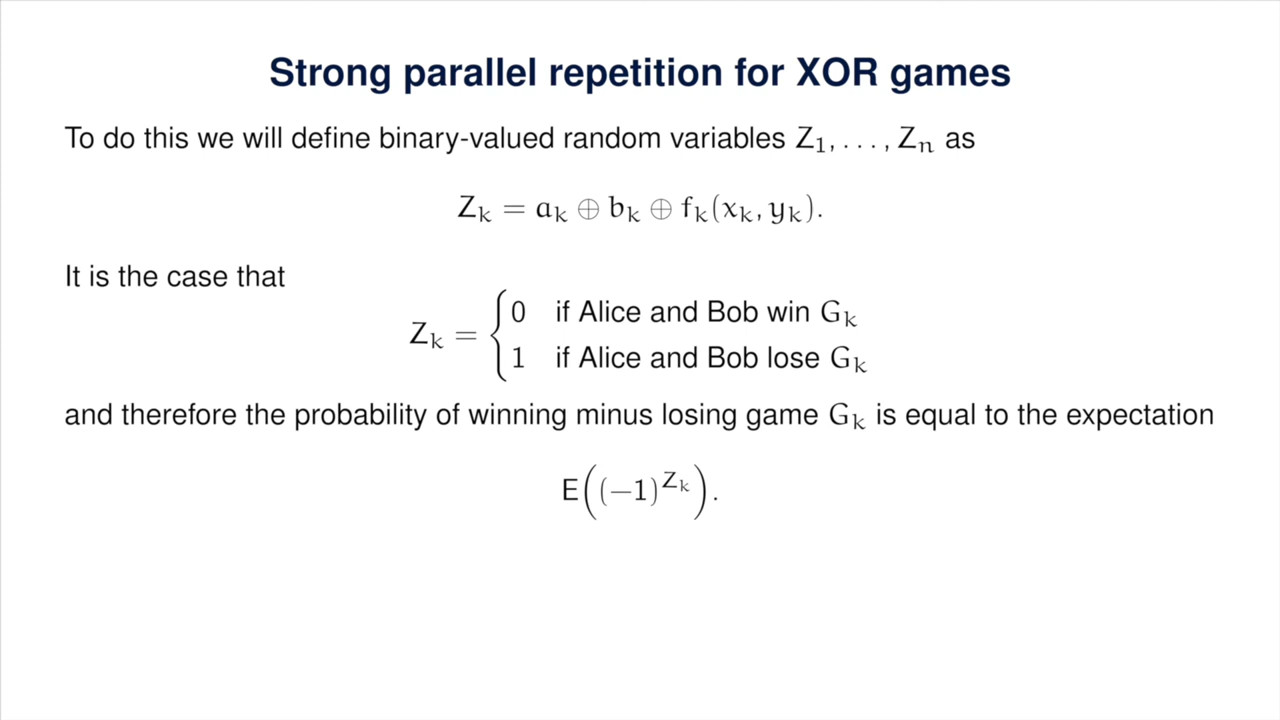 Strong parallel repetition for XOR games
To do this we will define binary-valued random variables Z₁, . . . , Zₙ as
Zₖ = aₖ ⊕ bₖ ⊕ fₖ(xₖ, yₖ).
It is the case that
Zₖ = { 0 if Alice and Bob win Gₖ
1 if Alice and Bob lose Gₖ
and therefore the probability of winning minus losing game Gₖ is equal to the expectation
E((−1)^{Zₖ}).